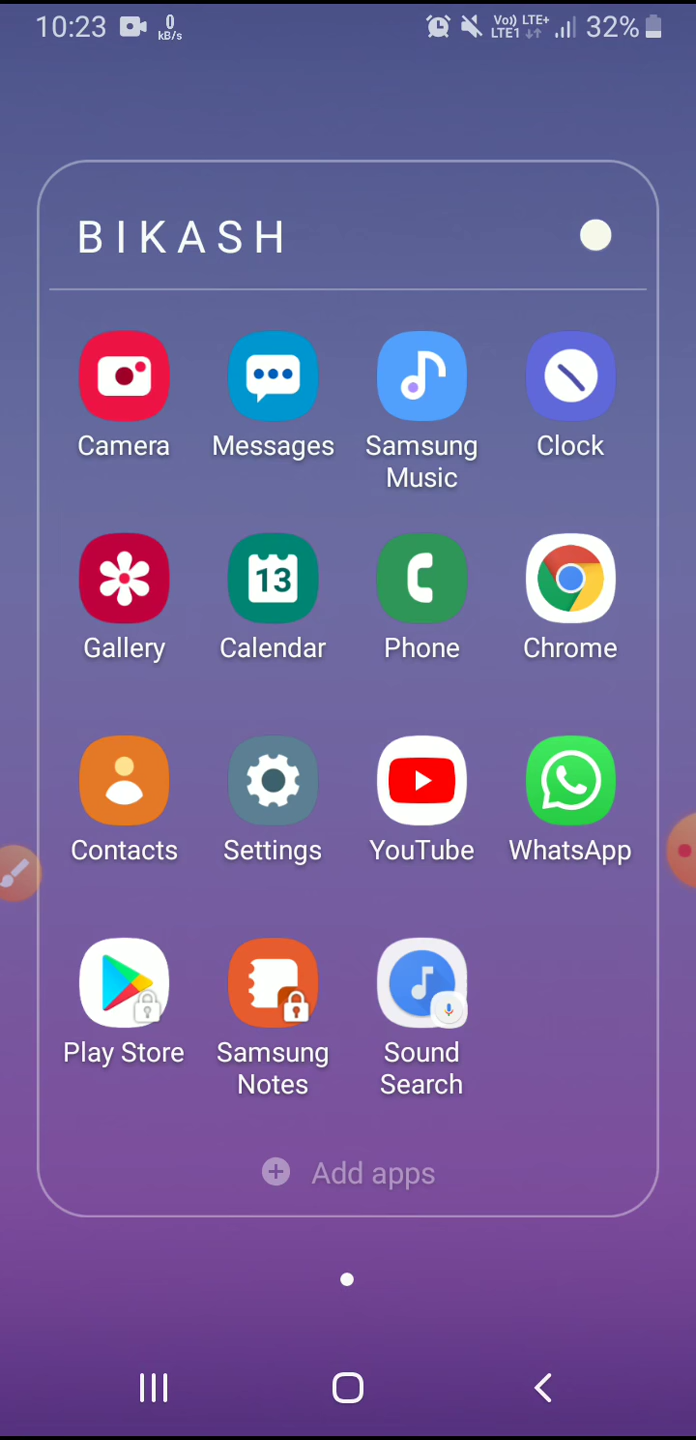 10:23 0 kB/s Vo)) LTE+ LTE1 32%
BIKASH
Camera Messages Samsung Music Clock
13
Gallery Calendar Phone Chrome
Contacts Settings YouTube WhatsApp
Play Store Samsung Notes Sound Search
Add apps